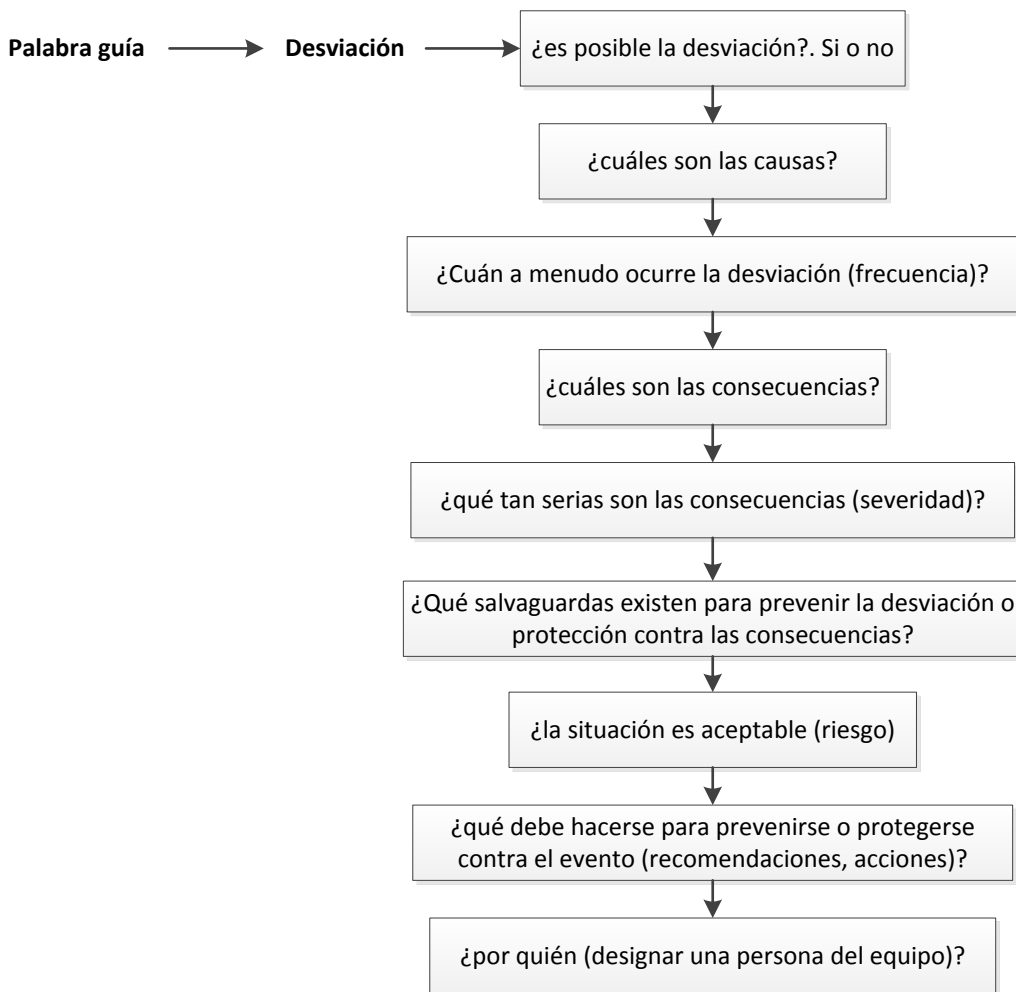 Palabra guía
Desviación
¿es posible la desviación?. Si o no
¿cuáles son las causas?
¿Cuán a menudo ocurre la desviación (frecuencia)?
¿cuáles son las consecuencias?
¿qué tan serias son las consecuencias (severidad)?
¿Qué salvaguardas existen para prevenir la desviación o
protección contra las consecuencias?
¿la situación es aceptable (riesgo)
¿qué debe hacerse para prevenirse o protegerse
contra el evento (recomendaciones, acciones)?
¿por quién (designar una persona del equipo)?